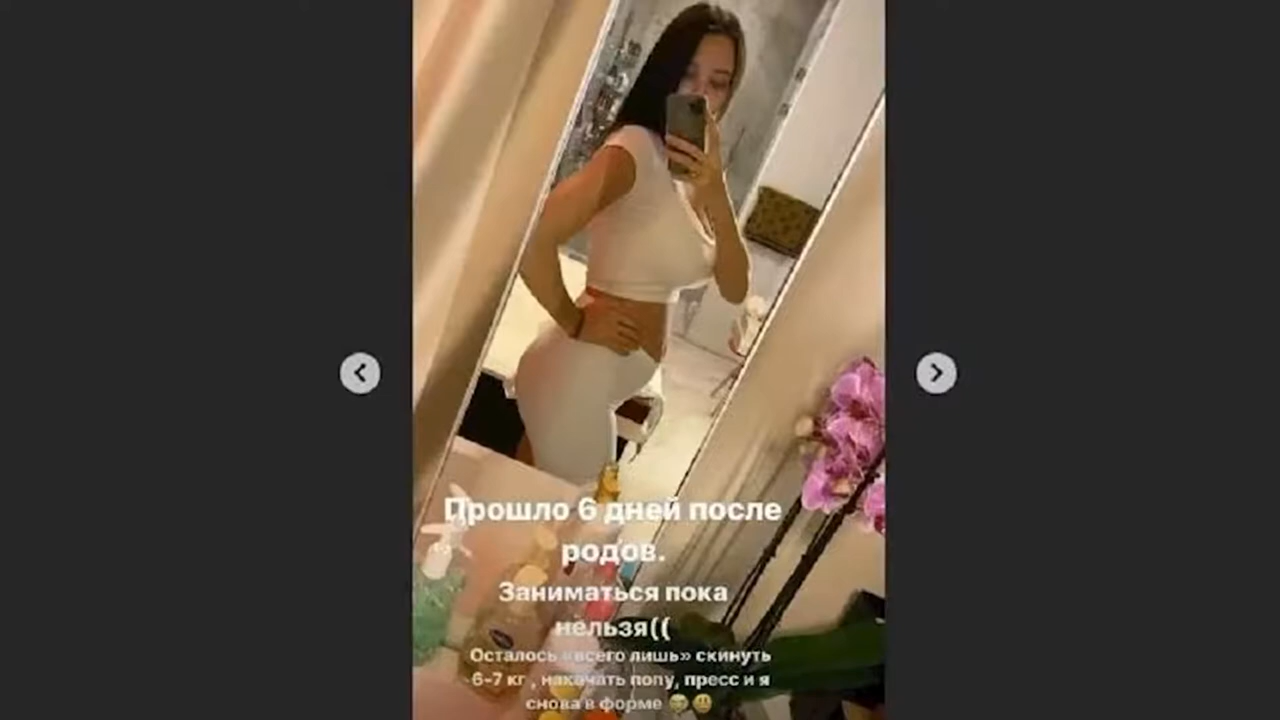 Прошло 6 дней после
родов.
Заниматься пока
нельзя((
Осталось «всего лишь» скинуть
6-7 кг , накачать попу, пресс и я
снова в форме 😂😃